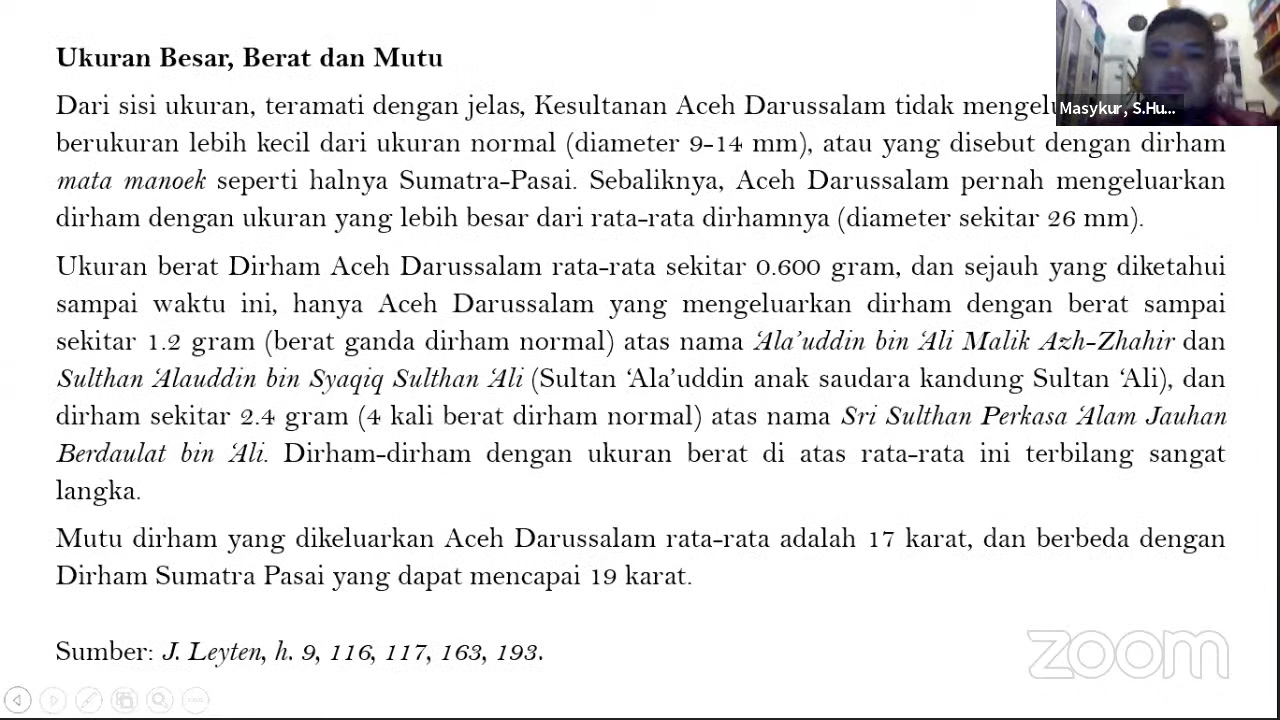 Ukuran Besar, Berat dan Mutu
Dari sisi ukuran, teramati dengan jelas, Kesultanan Aceh Darussalam tidak
Masykur, S.Hu...
berukuran lebih kecil dari ukuran normal (diameter 9-14 mm), atau yang disebut dengan dirham
mata manoek seperti halnya Sumatra-Pasai. Sebaliknya, Aceh Darussalam pernah mengeluarkan
dirham dengan ukuran yang lebih besar dari rata-rata dirhamnya (diameter sekitar 26 mm).
Ukuran berat Dirham Aceh Darussalam rata-rata sekitar 0.600 gram, dan sejauh yang diketahui
sampai waktu ini, hanya Aceh Darussalam yang mengeluarkan dirham dengan berat sampai
sekitar 1.2 gram (berat ganda dirham normal) atas nama 'Ala'uddin bin 'Ali Malik Azh-Zhahir dan
Sulthan 'Alauddin bin Syaqiq Sulthan 'Ali (Sultan 'Ala'uddin anak saudara kandung Sultan 'Ali), dan
dirham sekitar 2.4 gram (4 kali berat dirham normal) atas nama Sri Sulthan Perkasa 'Alam Jauhan
Berdaulat bin 'Ali. Dirham-dirham dengan ukuran berat di atas rata-rata ini terbilang sangat
langka.
Mutu dirham yang dikeluarkan Aceh Darussalam rata-rata adalah 17 karat, dan berbeda dengan
Dirham Sumatra Pasai yang dapat mencapai 19 karat.
Sumber: J. Leyten, h. 9, 116, 117, 163, 193.
zoom